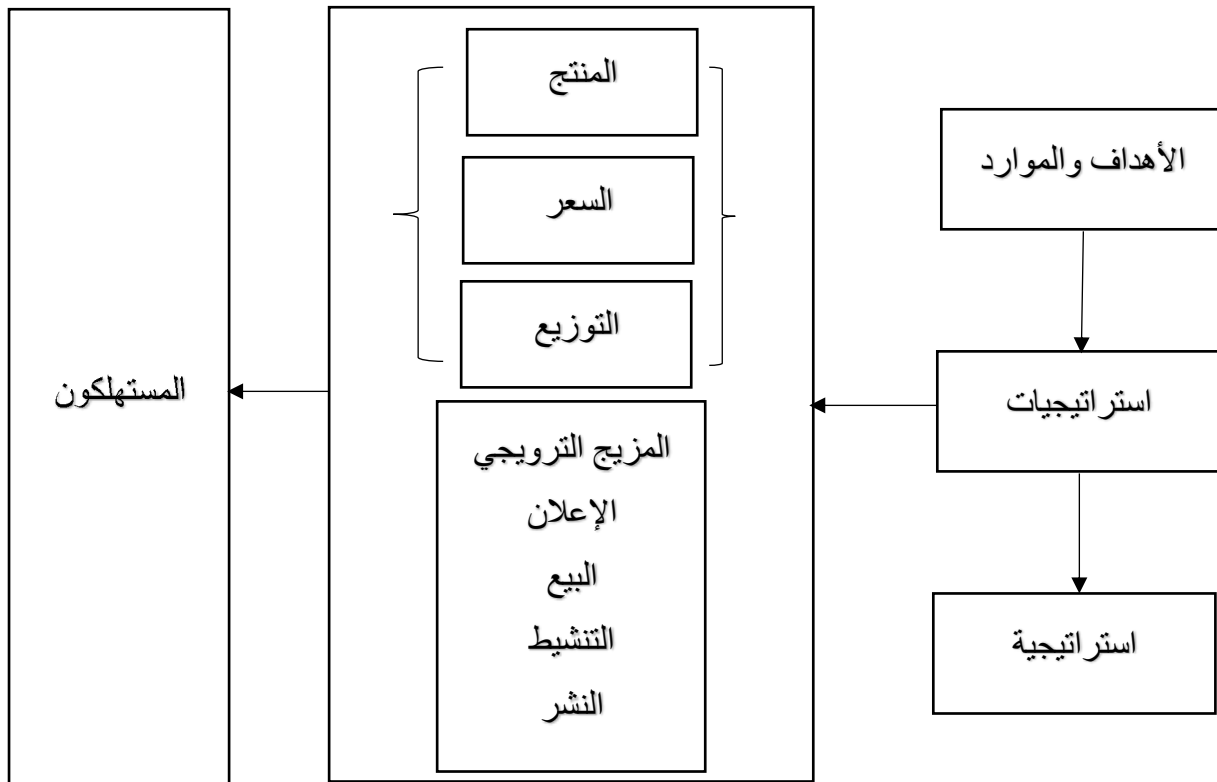 الأهداف والموارد
استراتيجيات
استراتيجية
المنتج
السعر
التوزيع
المزيج الترويجي
الإعلان
البيع
التنشيط
النشر
المستهلكون